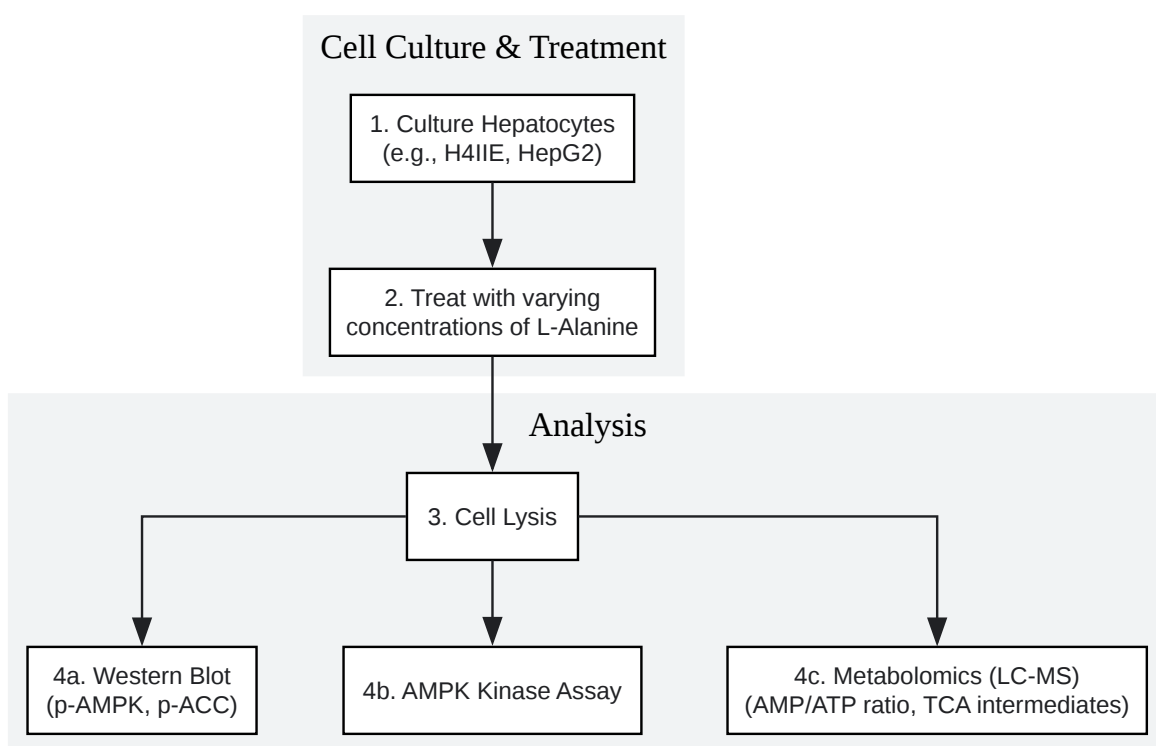 Cell Culture & Treatment
1. Culture Hepatocytes
(e.g., H4IIE, HepG2)
2. Treat with varying
concentrations of L-Alanine
Analysis
3. Cell Lysis
4a. Western Blot
(p-AMPK, p-ACC)
4b. AMPK Kinase Assay
4c. Metabolomics (LC-MS)
(AMP/ATP ratio, TCA intermediates)